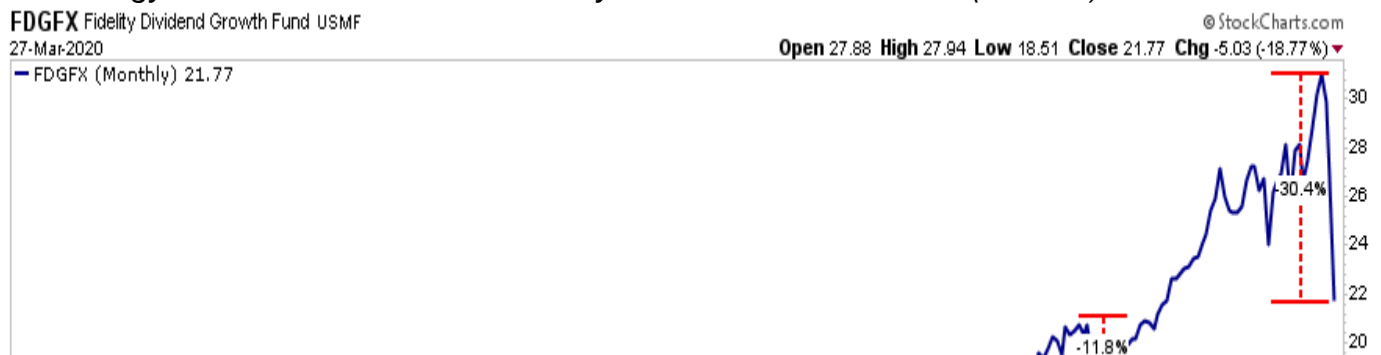 FDGFX Fidelity Dividend Growth Fund USMF
© StockCharts.com
27-Mar-2020
Open 27.88 High 27.94 Low 18.51 Close 21.77 Chg -5.03 (-18.77%)
FDGFX (Monthly) 21.77
30
28
-30.4%
26
24
22
20
-11.8%